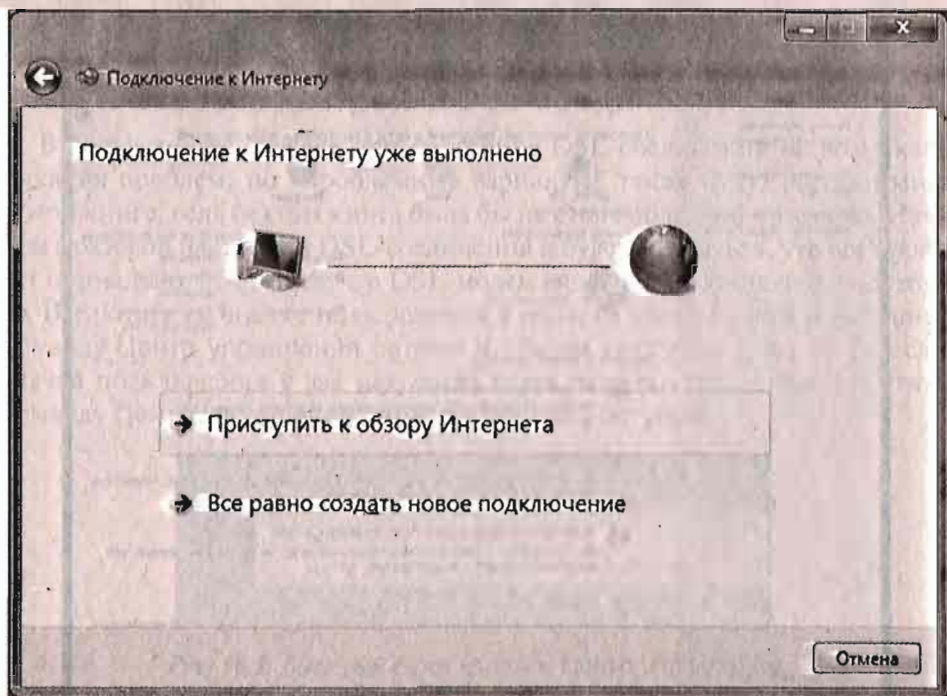 Подключение к Интернету
Подключение к Интернету уже выполнено
Приступить к обзору Интернета
Все равно создать новое подключение
Отмена